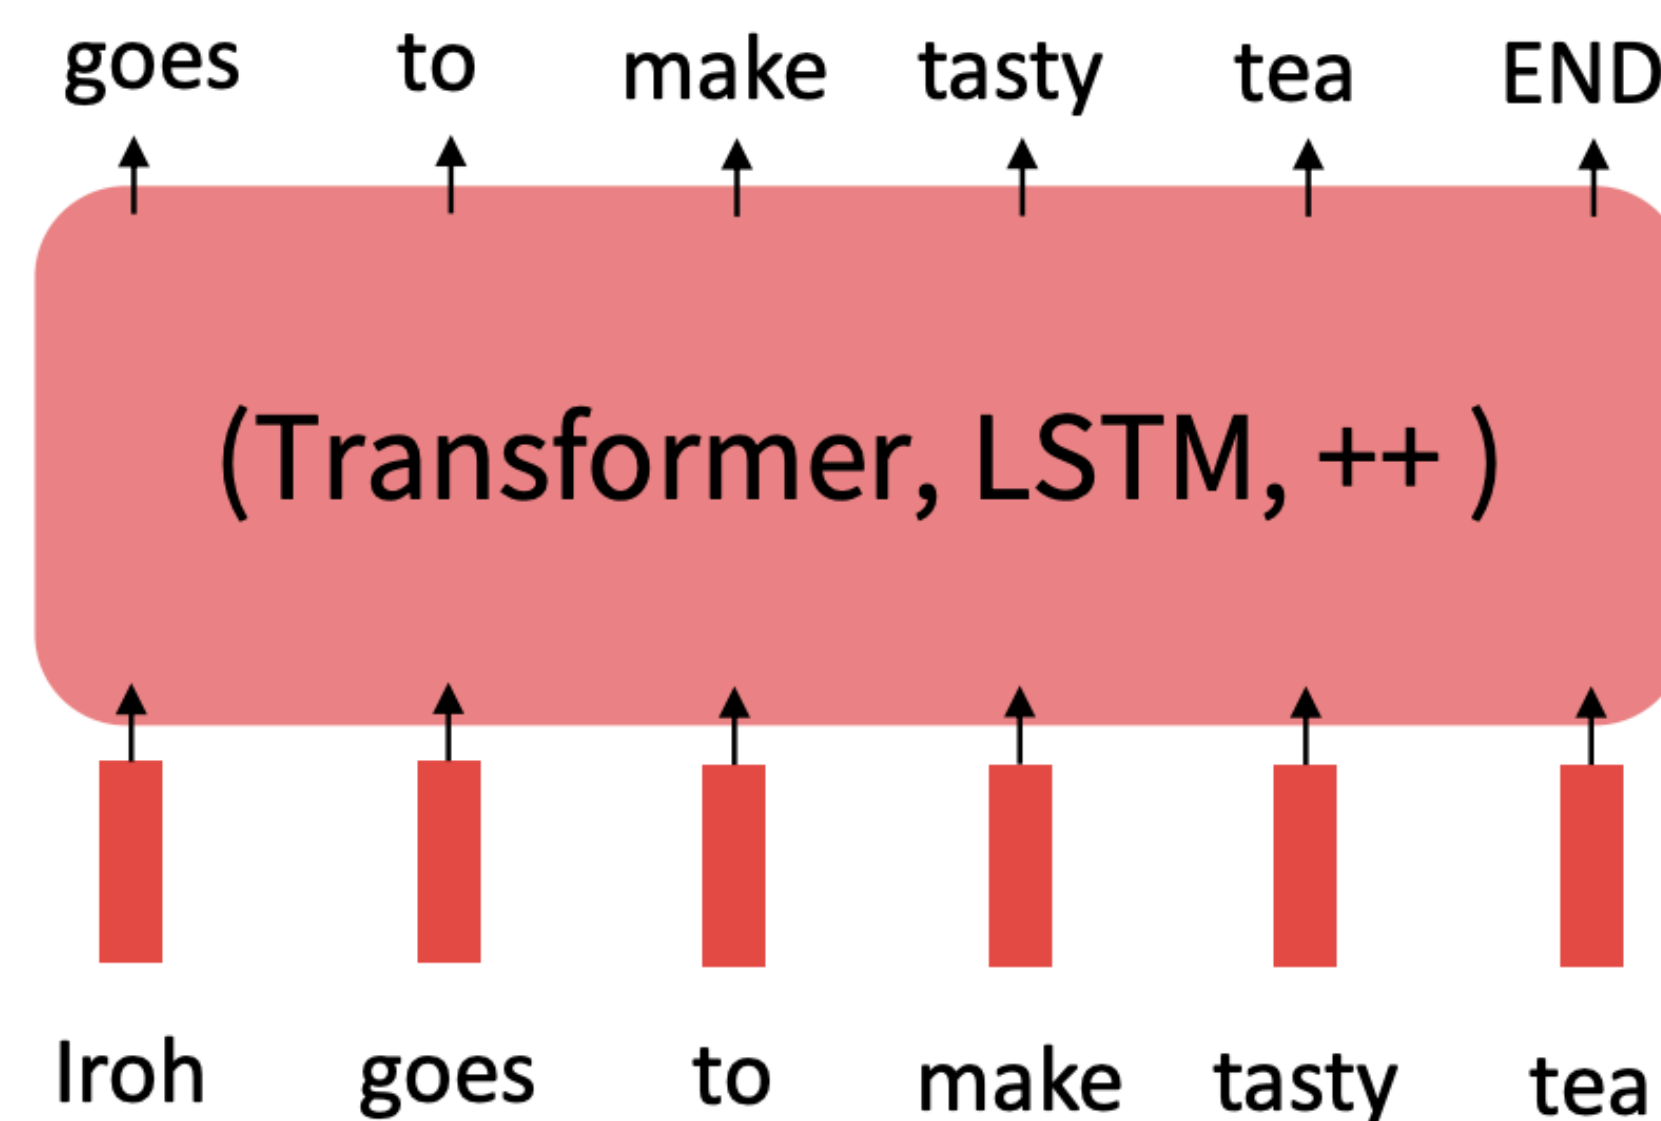 goes to make tasty tea END
(Transformer, LSTM, ++ )
Iroh goes to make tasty tea